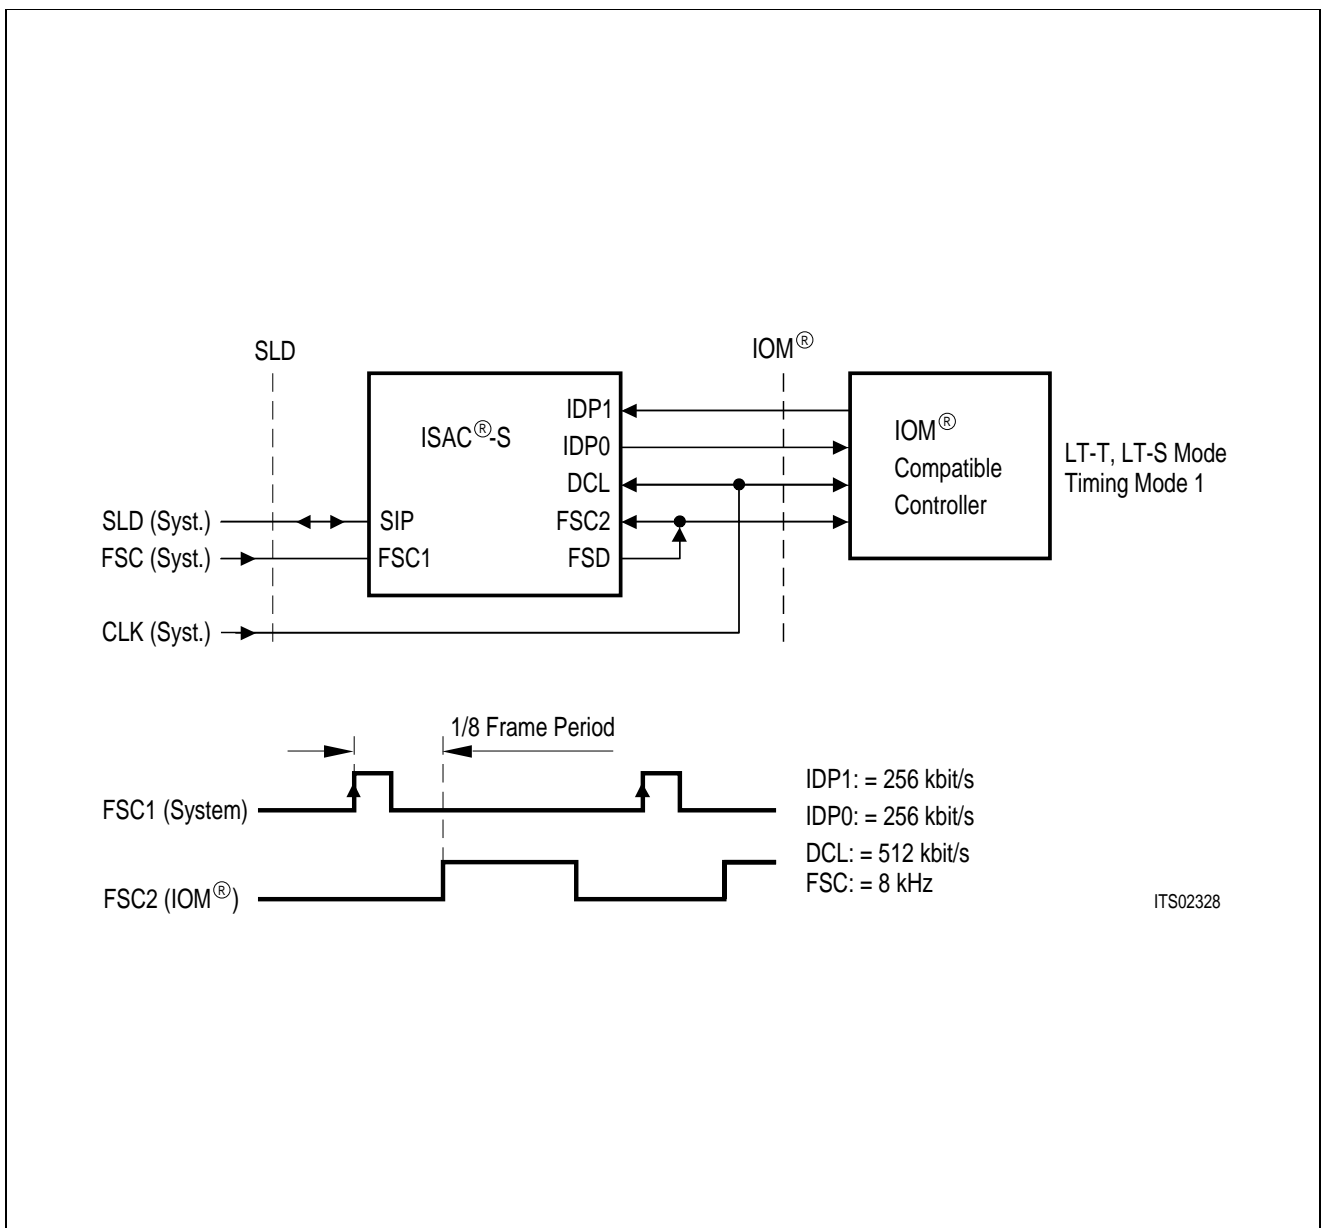 SLD
IOM®
ISAC®-S
IDP1
IDP0
DCL
FSC2
FSD
SIP
FSC1
IOM®
Compatible
Controller
LT-T, LT-S Mode
Timing Mode 1
SLD (Syst.)
FSC (Syst.)
CLK (Syst.)
1/8 Frame Period
FSC1 (System)
FSC2 (IOM®)
IDP1: = 256 kbit/s
IDP0: = 256 kbit/s
DCL: = 512 kbit/s
FSC: = 8 kHz
ITS02328